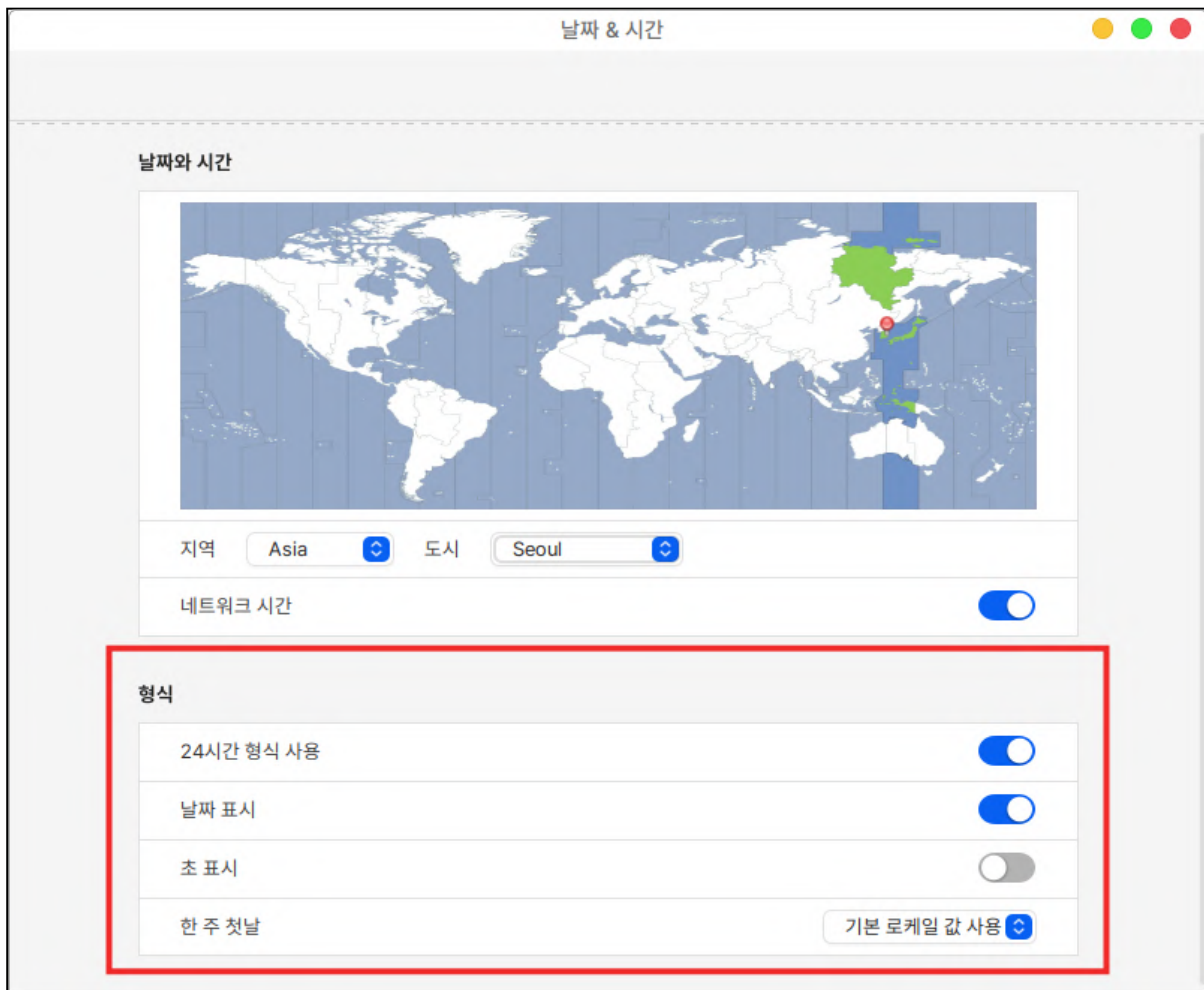 날짜 & 시간
날짜와 시간
지역 Asia 도시 Seoul
네트워크 시간
형식
24시간 형식 사용
날짜 표시
초 표시
한 주 첫날 기본 로케일 값 사용